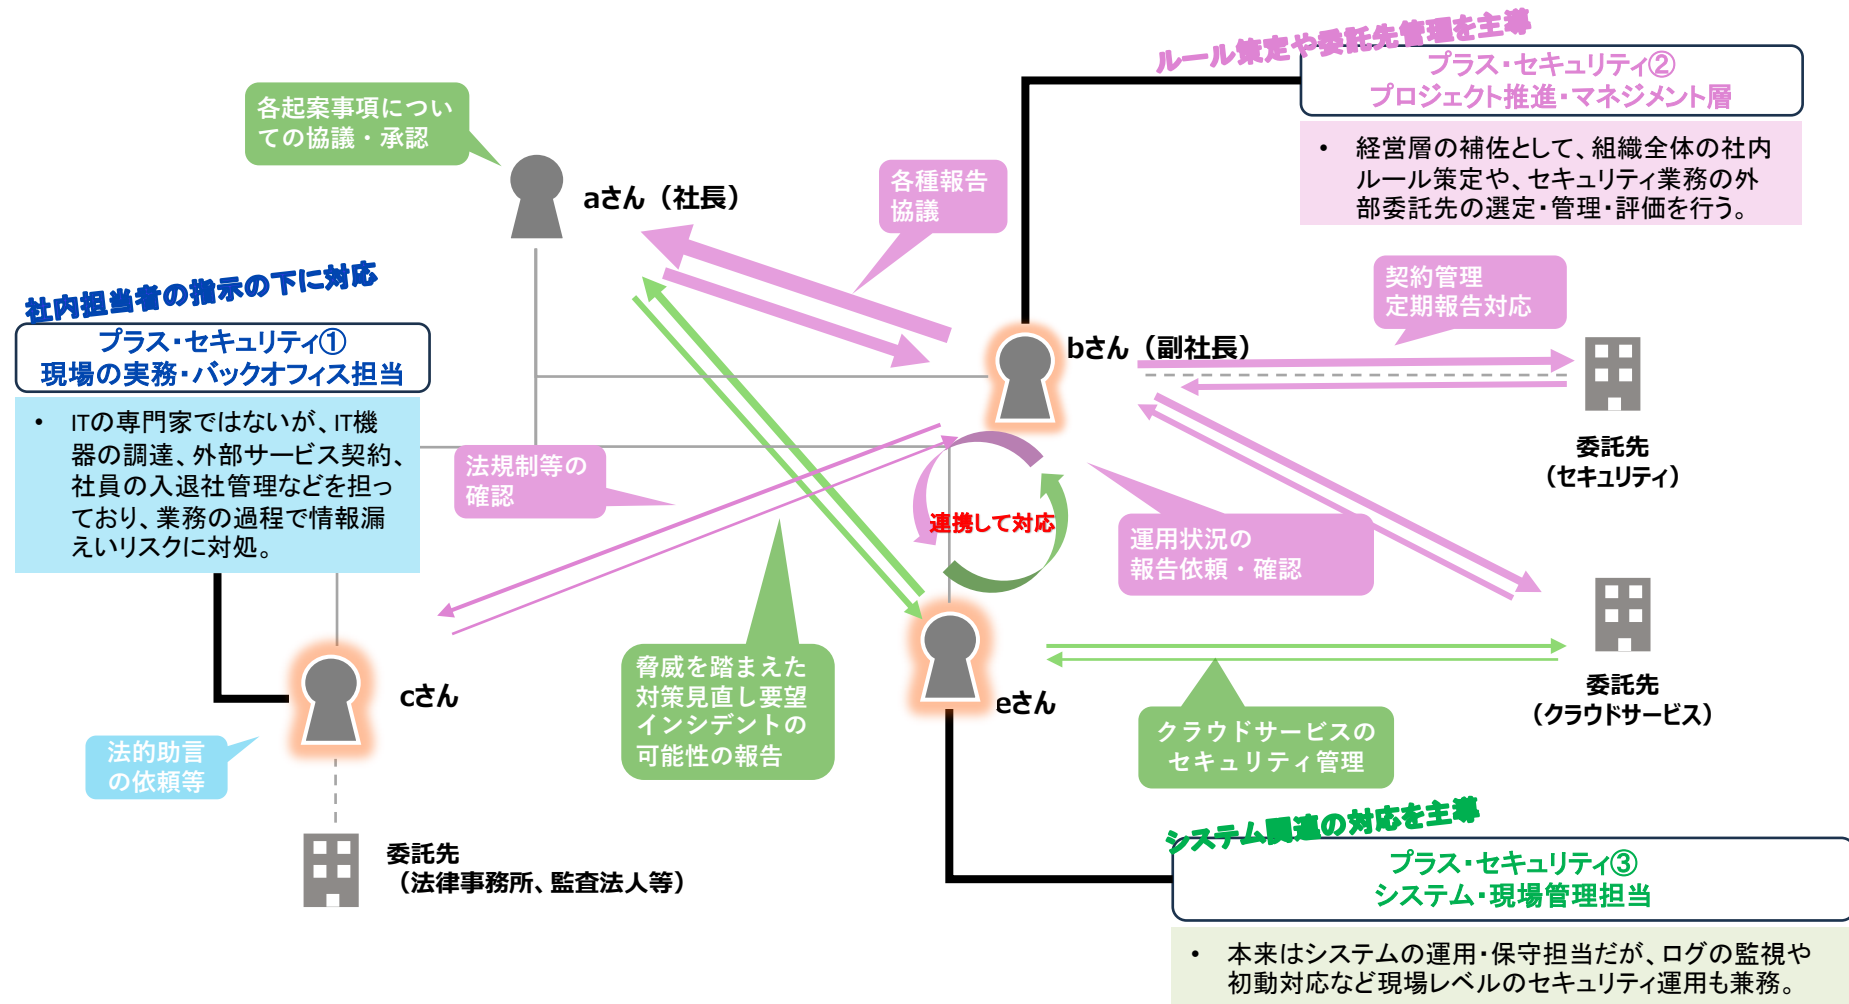 ルール策定や委託先管理を主導
プラス・セキュリティ②
プロジェクト推進・マネジメント層
• 経営層の補佐として、組織全体の社内
ルール策定や、セキュリティ業務の外
部委託先の選定・管理・評価を行う。
各起案事項につい
ての協議・承認
aさん（社長）
各種報告
協議
社内担当者の指示の下に対応
プラス・セキュリティ①
現場の実務・バックオフィス担当
• ITの専門家ではないが、IT機
器の調達、外部サービス契約、
社員の入退社管理などを担っ
ており、業務の過程で情報漏
えいリスクに対処。
契約管理
定期報告対応
bさん（副社長）
委託先
（セキュリティ）
法規制等の
確認
連携して対応
運用状況の
報告依頼・確認
脅威を踏まえた
対策見直し要望
インシデントの
可能性の報告
cさん
eさん
委託先
（クラウドサービス）
法的助言
の依頼等
クラウドサービスの
セキュリティ管理
委託先
（法律事務所、監査法人等）
システム関連の対応を主導
プラス・セキュリティ③
システム・現場管理担当
• 本来はシステムの運用・保守担当だが、ログの監視や
初動対応など現場レベルのセキュリティ運用も兼務。